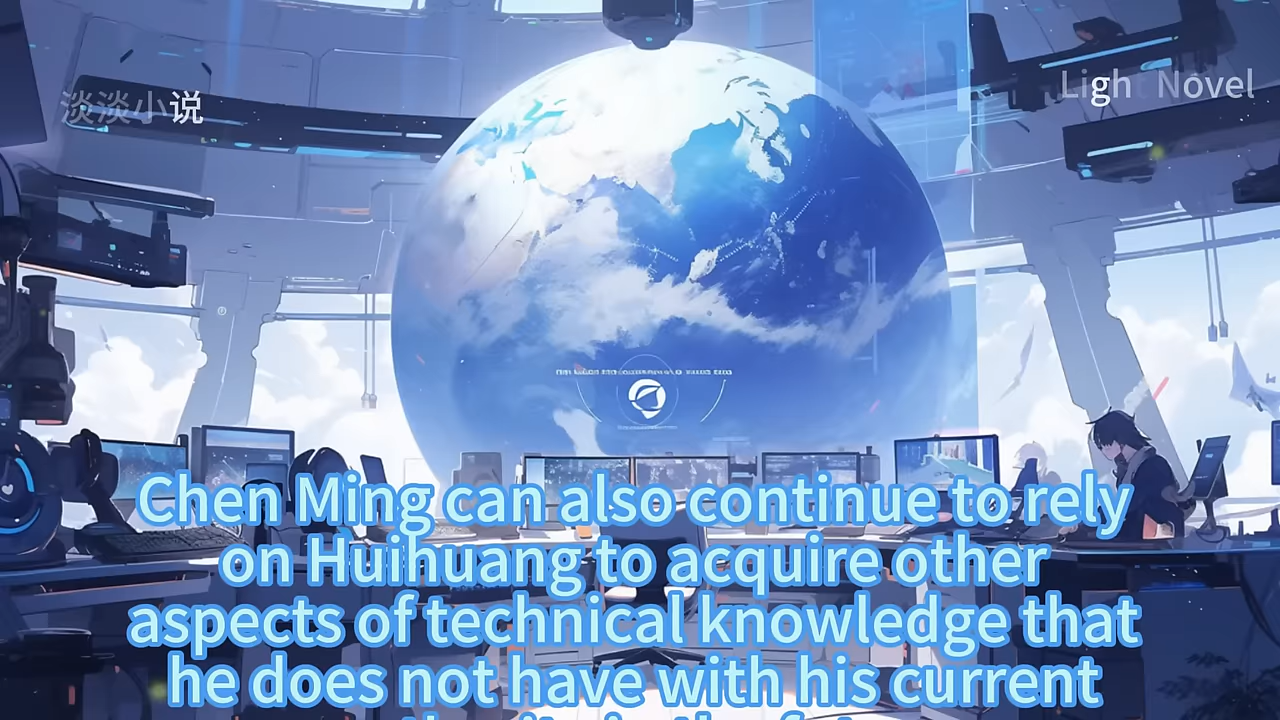 淡淡小说
Ligh Novel
Chen Ming can also continue to rely
on Huihuang to acquire other
aspects of technical knowledge that
he does not have with his current